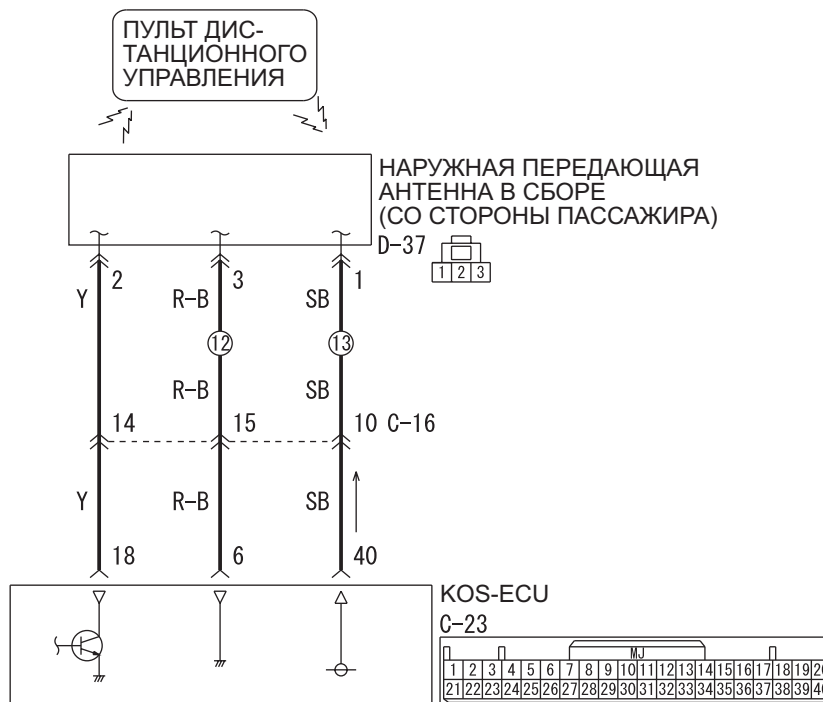 ПУЛЬТ ДИС-
ТАНЦИОННОГО
УПРАВЛЕНИЯ
НАРУЖНАЯ ПЕРЕДАЮЩАЯ
АНТЕННА В СБОРЕ
(СО СТОРОНЫ ПАССАЖИРА)
D-37
1 2 3
2 3 1
Y R-B SB
12 13
R-B SB
14 15 10 C-16
Y R-B SB
18 6 40
KOS-ECU
C-23
MJ
1 2 3 4 5 6 7 8 9 10 11 12 13 14 15 16 17 18 19
21 22 23 24 25 26 27 28 29 30 31 32 33 34 35 36 37 38 39